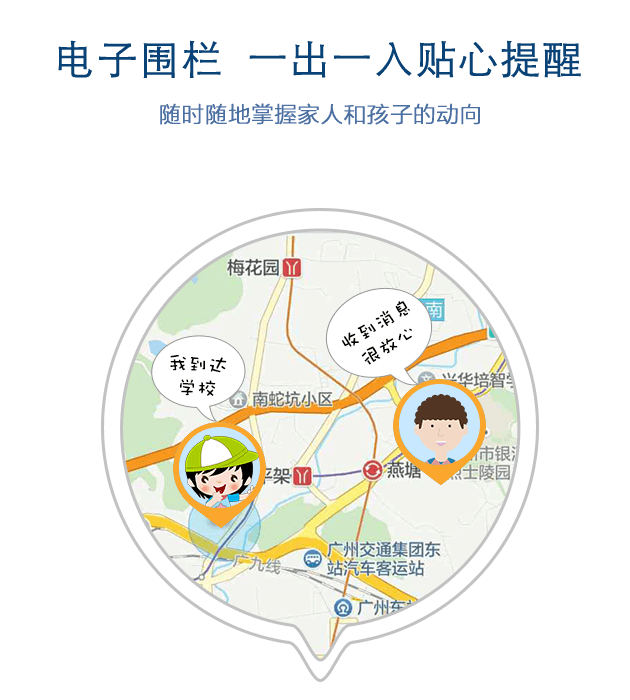 电子围栏 一出一入贴心提醒
随时随地掌握家人和孩子的动向
梅花园
南
收到消息
很放心
我到达
学校
兴华培智学
南蛇坑小区
市银河
平架
燕塘
士陵园
广州交通集团东
站汽车客运站
广九线
广州东